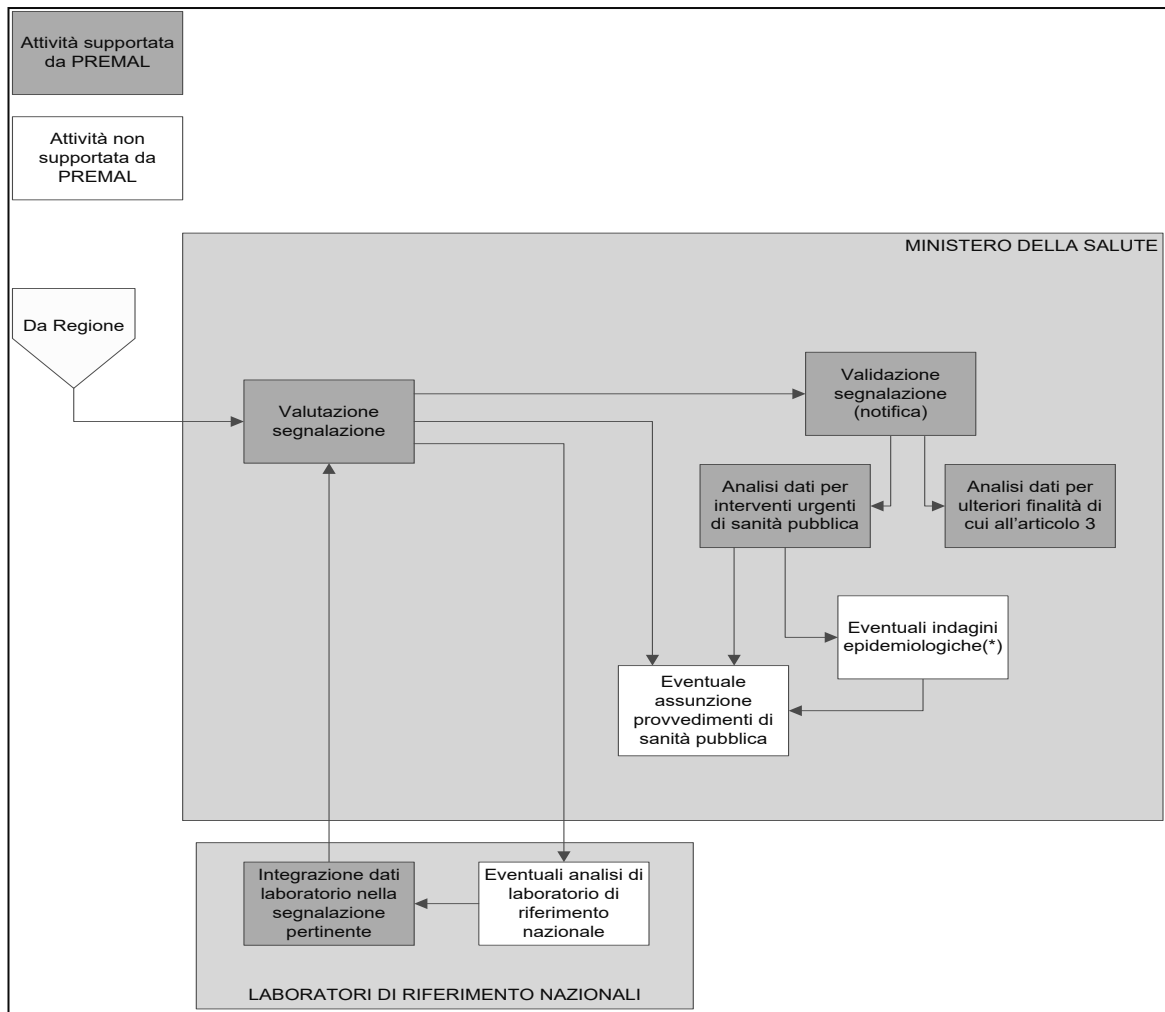 Attività supportata
da PREMAL
Attività non
supportata da
PREMAL
MINISTERO DELLA SALUTE
Da Regione
Valutazione
segnalazione
Validazione
segnalazione
(notifica)
Analisi dati per
interventi urgenti
di sanità pubblica
Analisi dati per
ulteriori finalità di
cui all'articolo 3
Eventuali indagini
epidemiologiche(*)
Eventuale
assunzione
provvedimenti di
sanità pubblica
Integrazione dati
laboratorio nella
segnalazione
pertinente
Eventuali analisi di
laboratorio di
riferimento
nazionale
LABORATORI DI RIFERIMENTO NAZIONALI